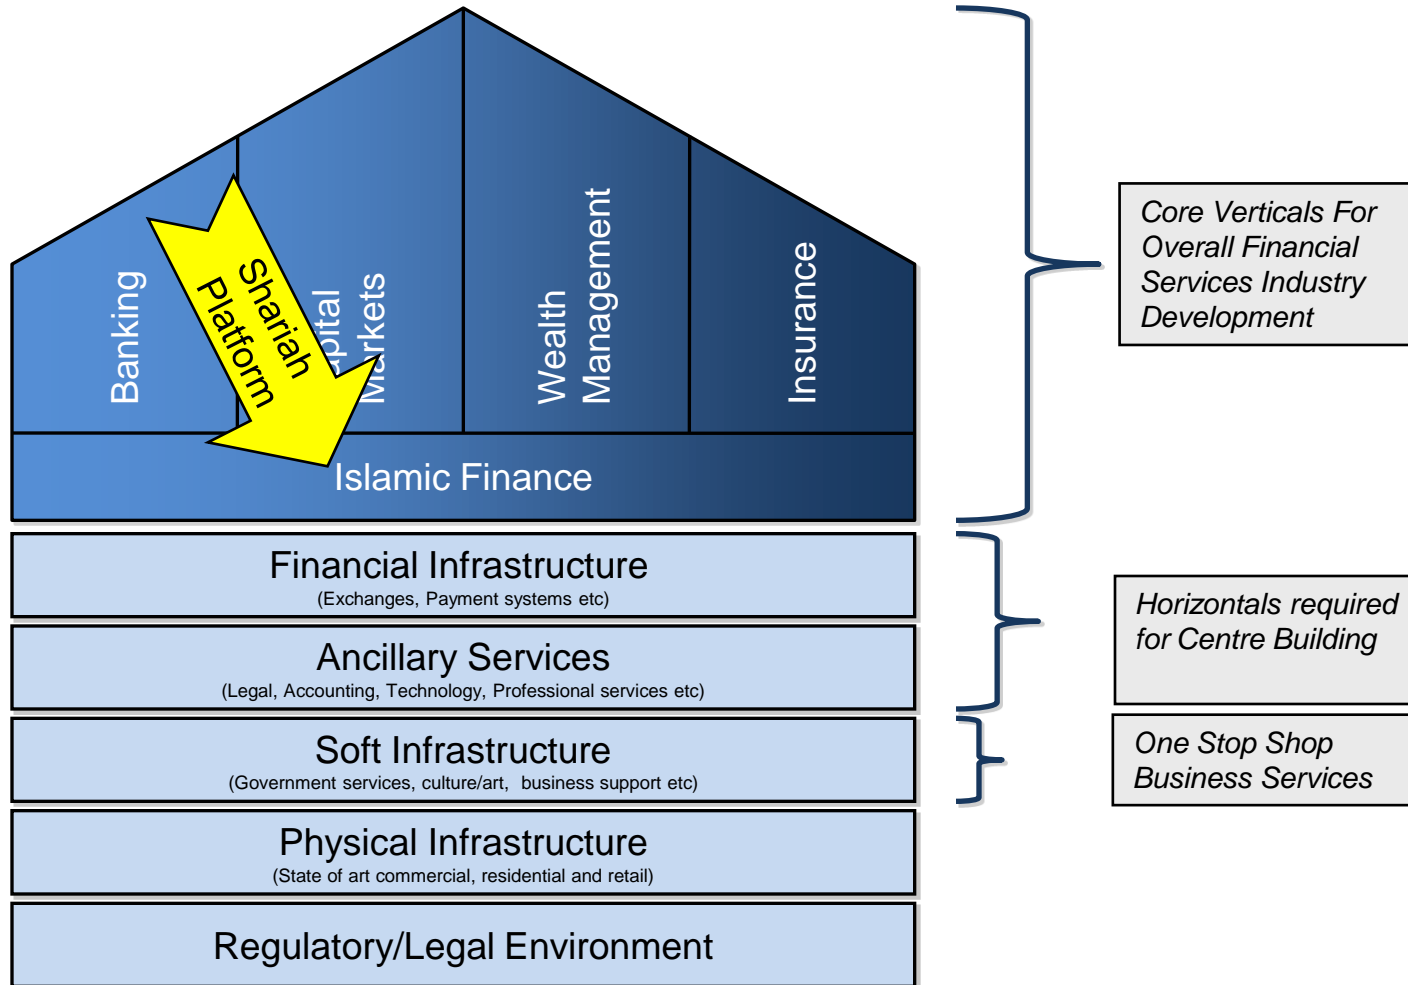 Banking
Shariah
Platform
pital
Markets
Wealth
Management
Insurance
Islamic Finance
Core Verticals For
Overall Financial
Services Industry
Development
Financial Infrastructure
(Exchanges, Payment systems etc)
Ancillary Services
(Legal, Accounting, Technology, Professional services etc)
Horizontals required
for Centre Building
Soft Infrastructure
(Government services, culture/art, business support etc)
One Stop Shop
Business Services
Physical Infrastructure
(State of art commercial, residential and retail)
Regulatory/Legal Environment